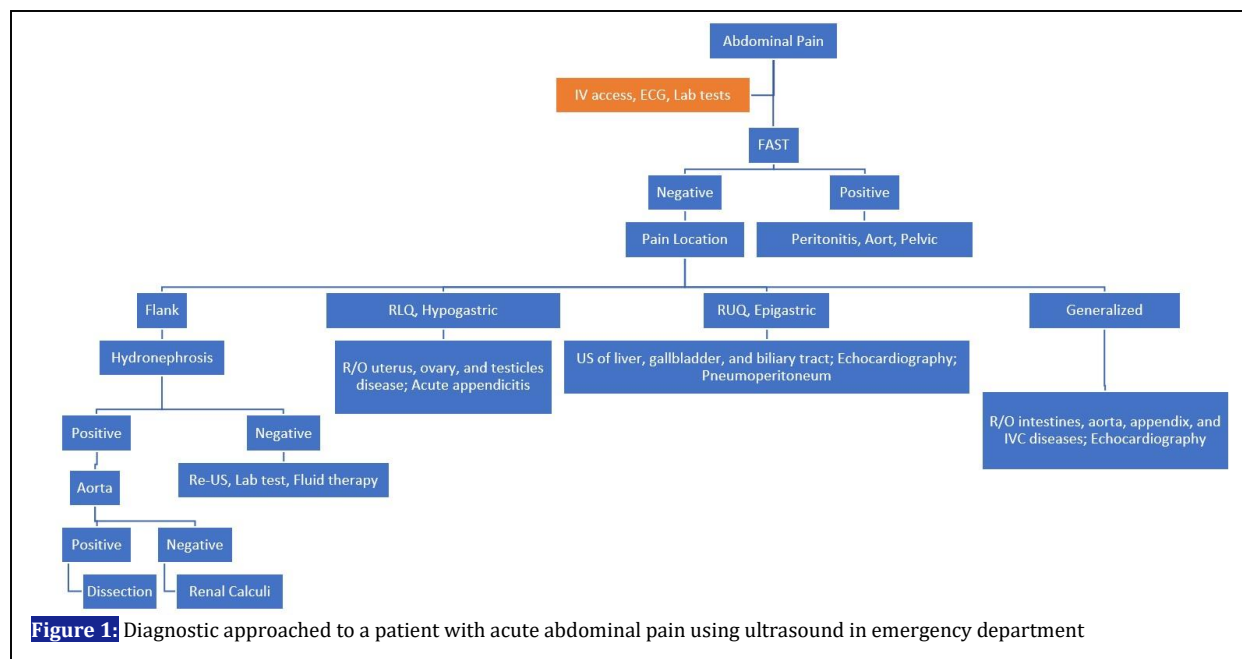 Abdominal Pain
IV access, ECG, Lab tests
FAST
Negative
Positive
Pain Location
Peritonitis, Aort, Pelvic
Flank
RLQ, Hypogastric
RUQ, Epigastric
Generalized
Hydronephrosis
R/O uterus, ovary, and testicles
disease; Acute appendicitis
US of liver, gallbladder, and biliary tract; Echocardiography;
Pneumoperitoneum
R/O intestines, aorta, appendix, and
IVC diseases; Echocardiography
Positive
Negative
Aorta
Re-US, Lab test, Fluid therapy
Positive
Negative
Dissection
Renal Calculi
Figure 1: Diagnostic approached to a patient with acute abdominal pain using ultrasound in emergency department